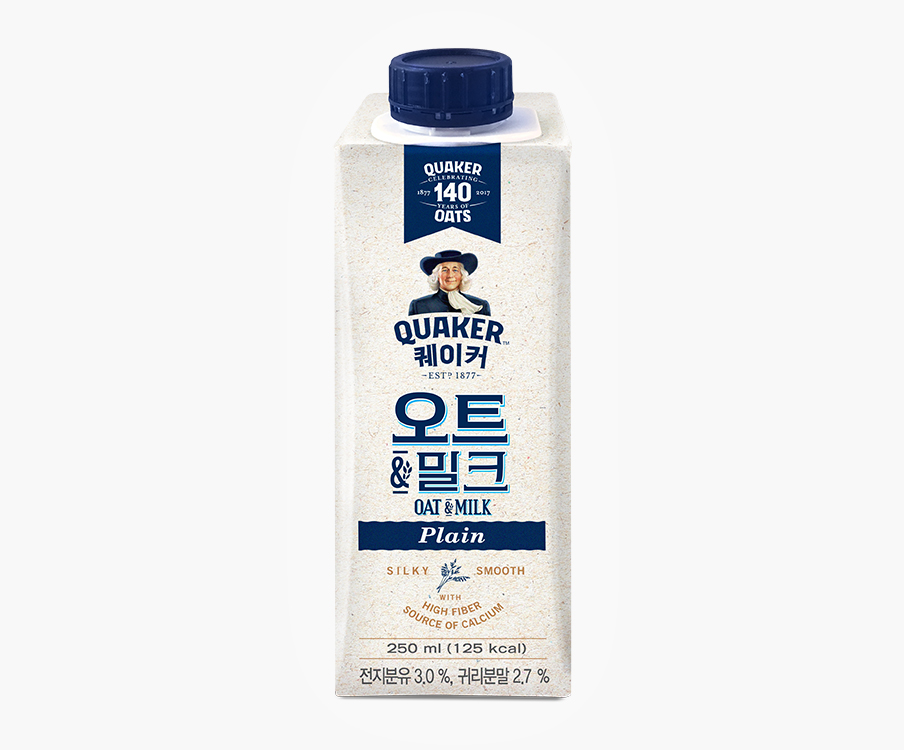 QUAKER
CELEBRATING
1877 140 2017
YEARS OF
OATS
QUAKER™
퀘이커
-ESTD 1877-
오트
&밀크
OAT & MILK
Plain
SILKY SMOOTH
WITH
HIGH FIBER
SOURCE OF CALCIUM
250 ml (125 kcal)
전지분유 3.0 %, 귀리분말 2.7 %